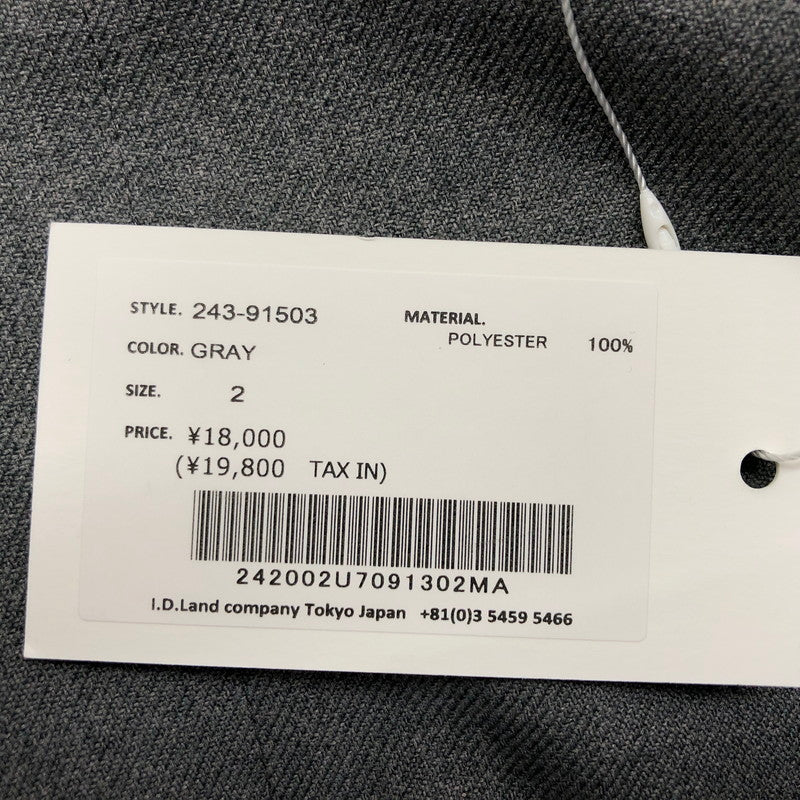 STYLE. 243-91503
MATERIAL.
POLYESTER 100%
COLOR. GRAY
SIZE. 2
PRICE. ¥18,000
(¥19,800 TAX IN)
242002U7091302MA
I.D.Land company Tokyo Japan +81(0)3 5459 5466